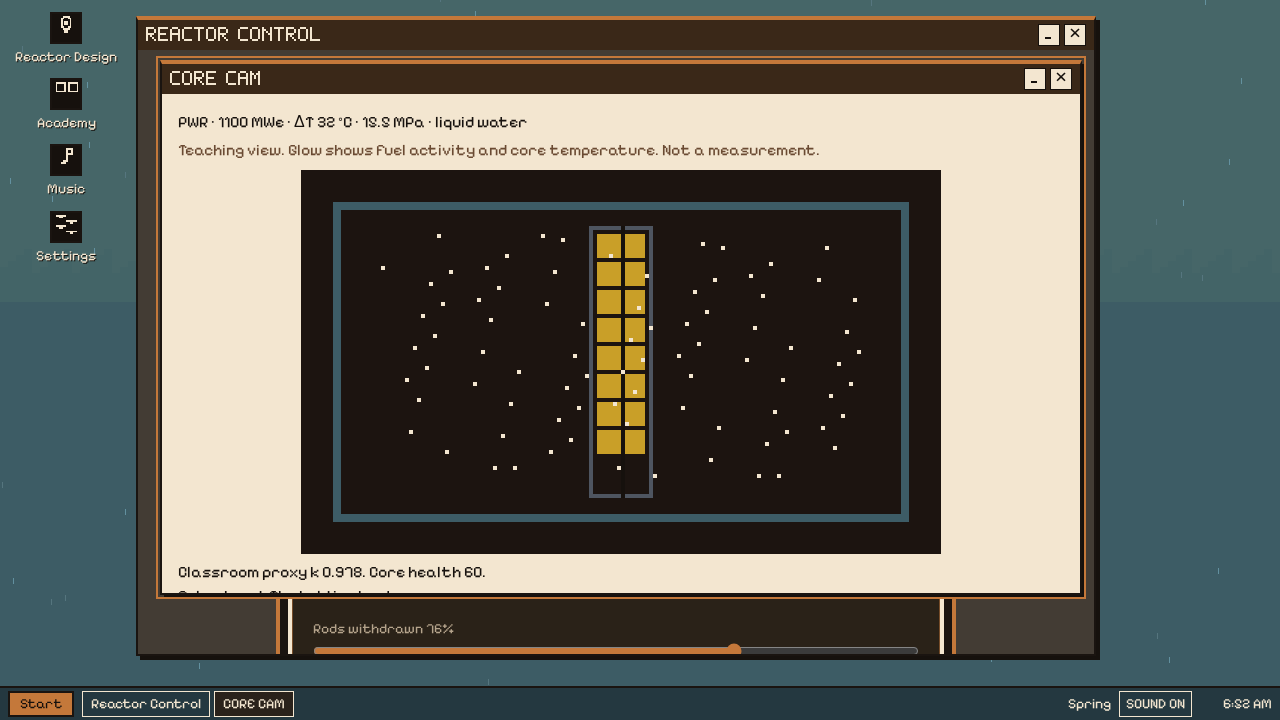 Reactor Design
Academy
Music
Settings
REACTOR CONTROL
CORE CAM
PWR · 1100 MWe · ΔT 32 °C · 15.5 MPa · liquid water
Teaching view. Glow shows fuel activity and core temperature. Not a measurement.
Classroom proxy k 0.978. Core health 60.
Rods withdrawn 76%
Start
Reactor Control
CORE CAM
Spring
SOUND ON
6:52 AM